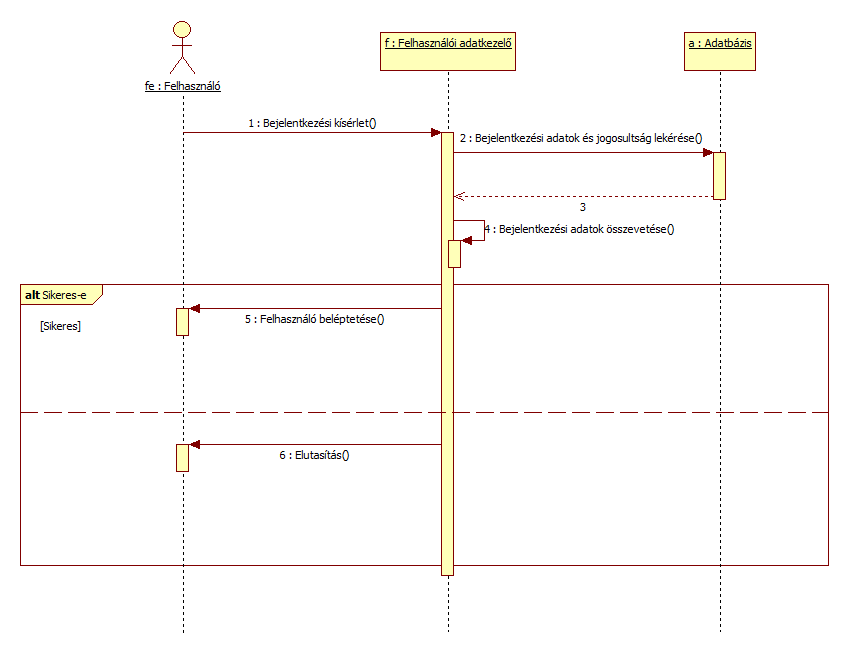 fe : Felhasználó
f : Felhasználói adatkezelő
a : Adatbázis
1 : Bejelentkezési kísérlet()
2 : Bejelentkezési adatok és jogosultság lekérése()
3
4 : Bejelentkezési adatok összevetése()
alt Sikeres-e
[Sikeres]
5 : Felhasználó beléptetése()
6 : Elutasítás()